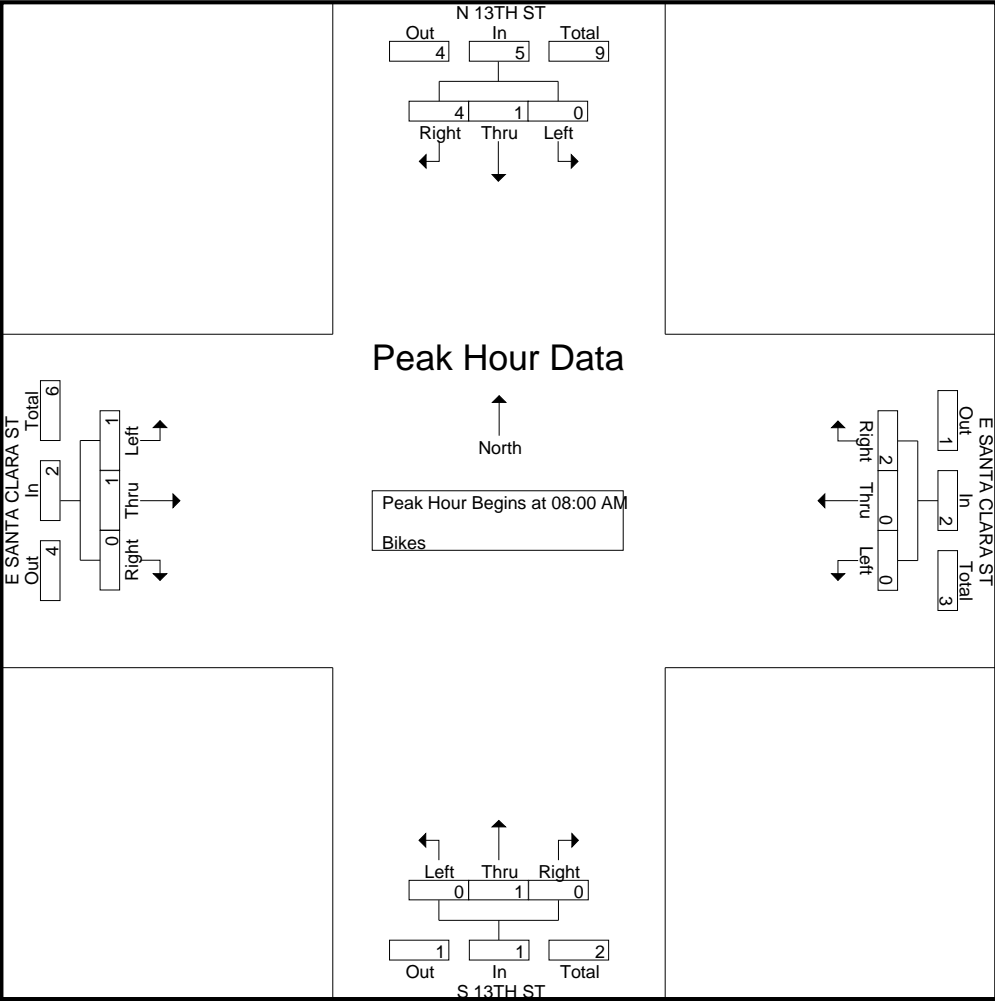 N 13TH ST
Out In Total
4 5 9
4 1 0
Right Thru Left
Peak Hour Data
North
Peak Hour Begins at 08:00 AM
Bikes
E SANTA CLARA ST
Total In Out
6 2 4
1 1 0
Left Thru Right
E SANTA CLARA ST
Out In Total
1 2 3
Right Thru Left
2 0 0
Left Thru Right
0 1 0
1 1 2
Out In Total
S 13TH ST